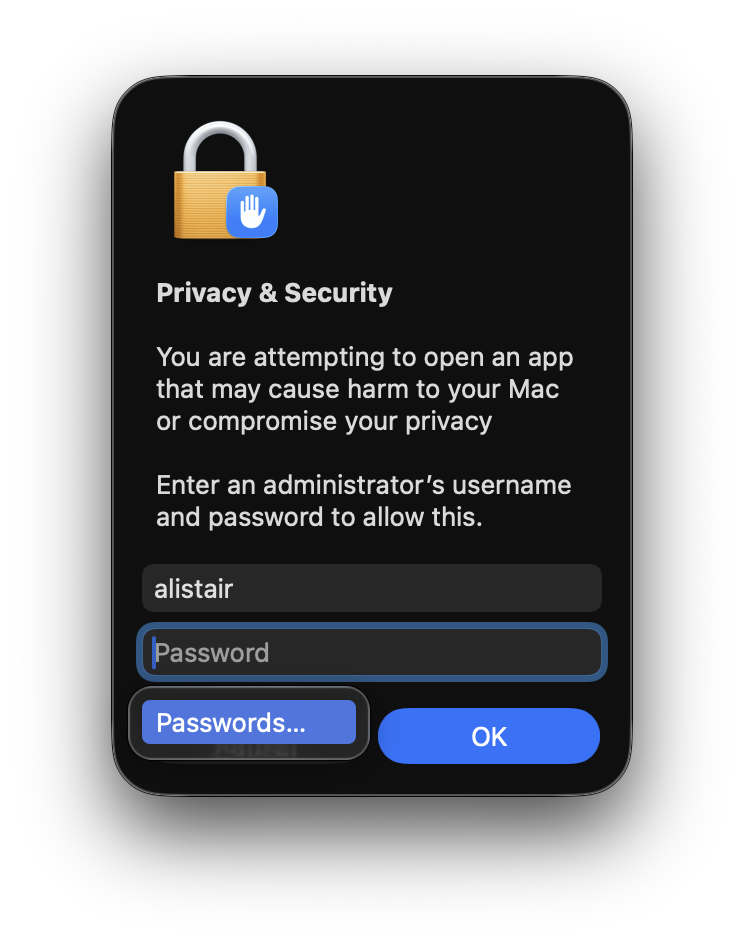 Privacy & Security
You are attempting to open an app
that may cause harm to your Mac
or compromise your privacy
Enter an administrator’s username
and password to allow this.
alistair
Password
Passwords...
OK